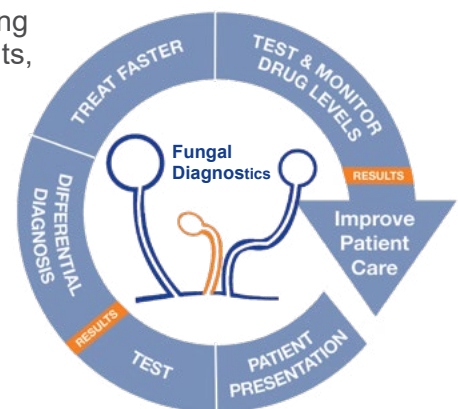 ng
ts,
PATIENT
PRESENTATION
TEST
RESULTS
DIFFERENTIAL
DIAGNOSIS
TREAT FASTER
TEST & MONITOR
DRUG LEVELS
RESULTS
Improve
Patient
Care
Fungal
Diagnostics